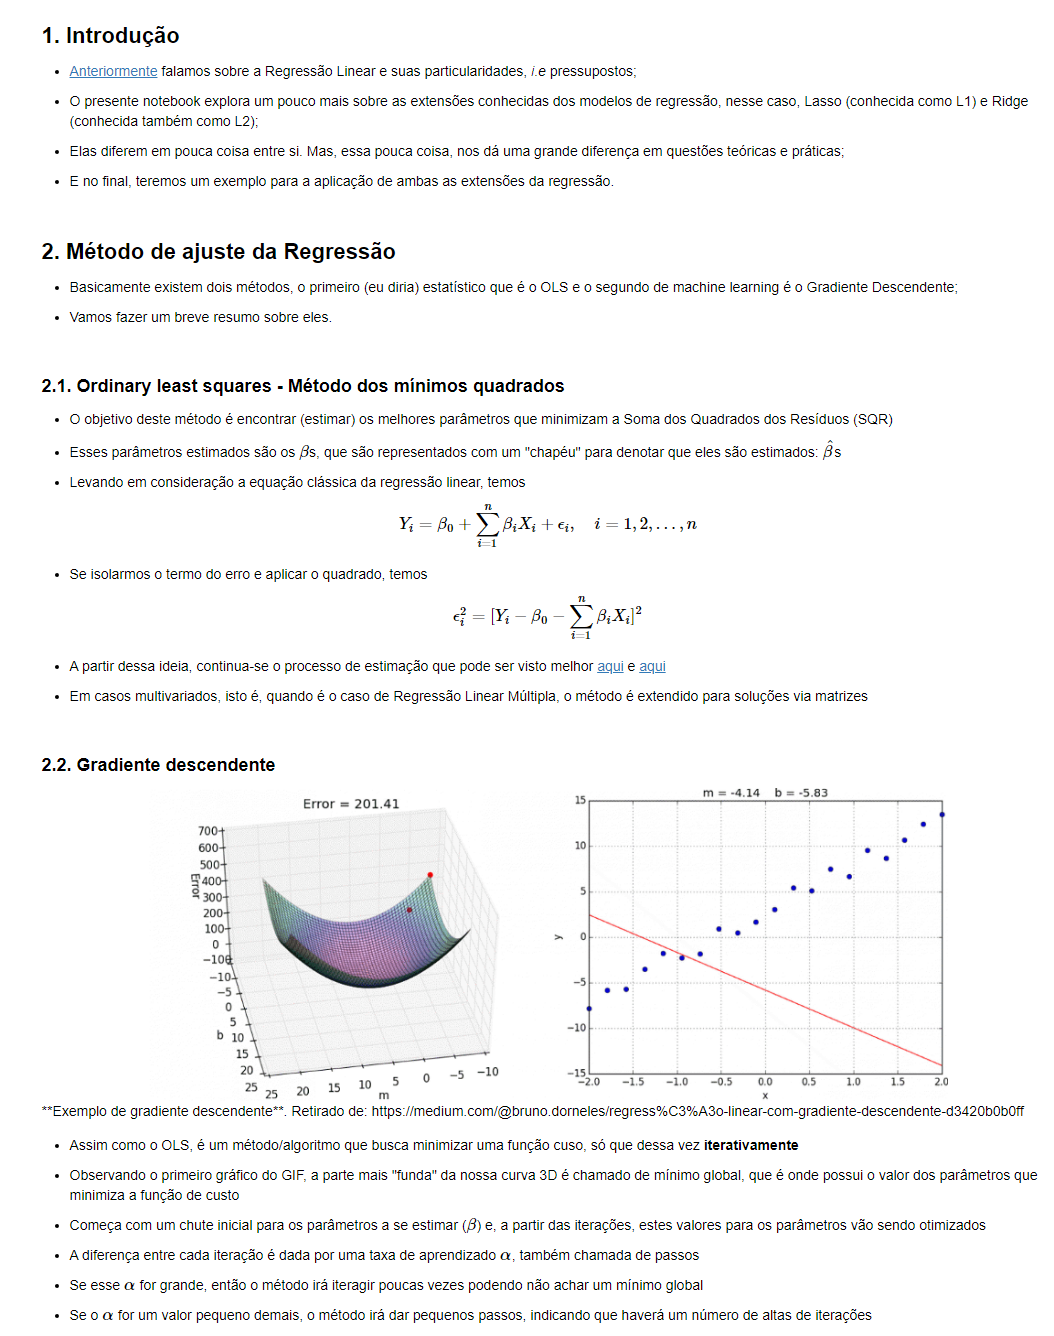 1. Introdução
• Anteriormente falamos sobre a Regressão Linear e suas particularidades, i.e pressupostos;
• O presente notebook explora um pouco mais sobre as extensões conhecidas dos modelos de regressão, nesse caso, Lasso (conhecida como L1) e Ridge
(conhecida também como L2);
• Elas diferem em pouca coisa entre si. Mas, essa pouca coisa, nos dá uma grande diferença em questões teóricas e práticas;
• E no final, teremos um exemplo para a aplicação de ambas as extensões da regressão.
2. Método de ajuste da Regressão
• Basicamente existem dois métodos, o primeiro (eu diria) estatístico que é o OLS e o segundo de machine learning é o Gradiente Descendente;
• Vamos fazer um breve resumo sobre eles.
2.1. Ordinary least squares - Método dos mínimos quadrados
• O objetivo deste método é encontrar (estimar) os melhores parâmetros que minimizam a Soma dos Quadrados dos Resíduos (SQR)
• Esses parâmetros estimados são os βs, que são representados com um "chapéu" para denotar que eles são estimados: β̂s
• Levando em consideração a equação clássica da regressão linear, temos
Y_i = β_0 + ∑_{i=1}^{n} β_i X_i + ϵ_i, i = 1, 2, . . . , n
• Se isolarmos o termo do erro e aplicar o quadrado, temos
ϵ_i^2 = [Y_i − β_0 − ∑_{i=1}^{n} β_i X_i]^2
• A partir dessa ideia, continua-se o processo de estimação que pode ser visto melhor aqui e aqui
• Em casos multivariados, isto é, quando é o caso de Regressão Linear Múltipla, o método é extendido para soluções via matrizes
2.2. Gradiente descendente
Error = 201.41
700
600
500
400
300
200
100
0
−100
Error
−10
−5
0
5
10
15
20
25
b
25 20 15 10 5 0 −5 −10
m
m = -4.14 b = -5.83
15
10
5
0
−5
−10
−15
y
−2.0 −1.5 −1.0 −0.5 0.0 0.5 1.0 1.5 2.0
x
**Exemplo de gradiente descendente**. Retirado de: https://medium.com/@bruno.dorneles/regress%C3%A3o-linear-com-gradiente-descendente-d3420b0b0ff
• Assim como o OLS, é um método/algoritmo que busca minimizar uma função cuso, só que dessa vez iterativamente
• Observando o primeiro gráfico do GIF, a parte mais "funda" da nossa curva 3D é chamado de mínimo global, que é onde possui o valor dos parâmetros que
minimiza a função de custo
• Começa com um chute inicial para os parâmetros a se estimar (β) e, a partir das iterações, estes valores para os parâmetros vão sendo otimizados
• A diferença entre cada iteração é dada por uma taxa de aprendizado α, também chamada de passos
• Se esse α for grande, então o método irá iteragir poucas vezes podendo não achar um mínimo global
• Se o α for um valor pequeno demais, o método irá dar pequenos passos, indicando que haverá um número de altas de iterações